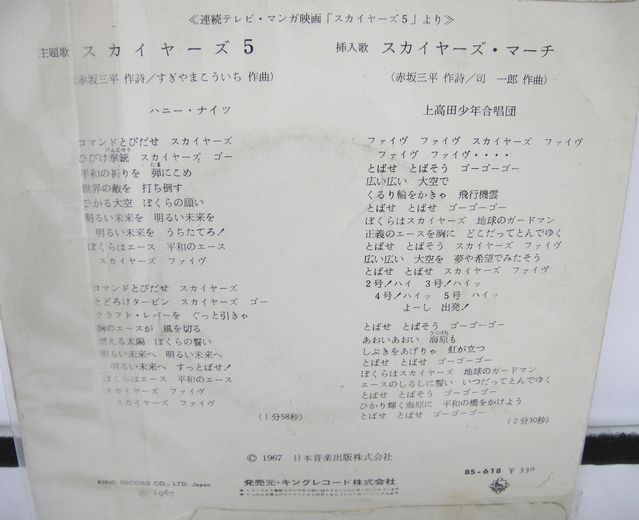 ≪連続テレビ・マンガ映画「スカイヤーズ5」より≫
主題歌 スカイヤーズ5
(赤坂三平 作詩/すぎやまこういち 作曲)
ハニー・ナイツ
コマンドとびだせ スカイヤーズ
ひびけ拳銃 スカイヤーズ ゴー
平和の祈りを 弾にこめ
世界の敵を 打ち倒す
ひかる大空 ぼくらの願い
明るい未来を 明るい未来を
明るい未来を うちたてろ!
ぼくらはエース 平和のエース
スカイヤーズ ファイヴ
コマンドとびだせ スカイヤーズ
とどろけタービン スカイヤーズ ゴー
クラフト・レバーを ぐっと引きゃ
胸のエースが 風を切る
燃える太陽 ぼくらの誓い
明るい未来へ 明るい未来へ
明るい未来へ すっとばせ!
ぼくらはエース 平和のエース
スカイヤーズ ファイヴ
スカイヤーズ ファイヴ
(1分58秒)
挿入歌 スカイヤーズ・マーチ
(赤坂三平 作詩/司 一郎 作曲)
上高田少年合唱団
ファイヴ ファイヴ スカイヤーズ ファイヴ
ファイヴ ファイヴ・・・・
とばせ とばそう ゴーゴーゴー
広い広い 大空で
くるり輪をかきゃ 飛行機雲
とばせ とばせ ゴーゴーゴー
ぼくらはスカイヤーズ 地球のガードマン
正義のエースを胸に どこだってとんでゆく
とばせ とばそう スカイヤーズ ファイヴ
広い広い 大空を 夢や希望でみたそう
とばせ とばせ スカイヤーズ ファイヴ
2号!ハイ 3号!ハイッ
4号!ハイッ 5号 ハイッ
よーし 出発!
とばせ とばそう ゴーゴーゴー
あおいあおい 海原も
しぶきをあげりゃ 虹が立つ
とばせ とばせ ゴーゴーゴー
ぼくらはスカイヤーズ 地球のガードマン
エースのしるしに誓い いつだってとんでゆく
とばせ とばそう ゴーゴーゴー
ひかり輝く海原に 平和の橋をかけよう
とばせ とばせ ゴーゴーゴー
(2分30秒)
© 1967 日本音楽出版株式会社
KING RECORD CO., LTD. Japan
© 1967
発売元・キングレコード株式会社
BS-618 ¥330